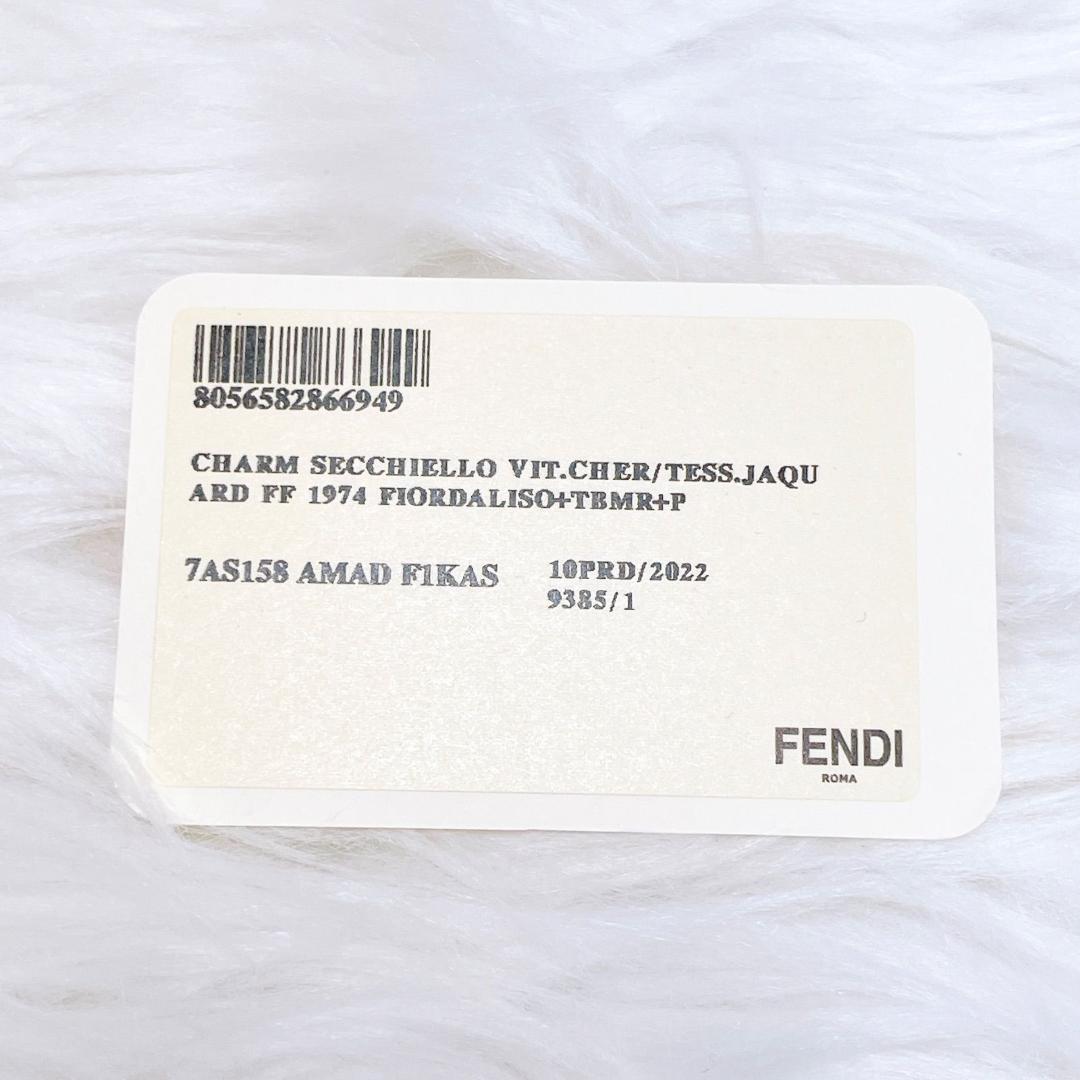 8056582866949
CHARM SECCHIELLO VIT.CHER/TESS.JAQU
ARD FF 1974 FIORDALISO+TBMR+P
7AS158 AMAD F1KAS 10PRD/2022
9385/1
FENDI
ROMA